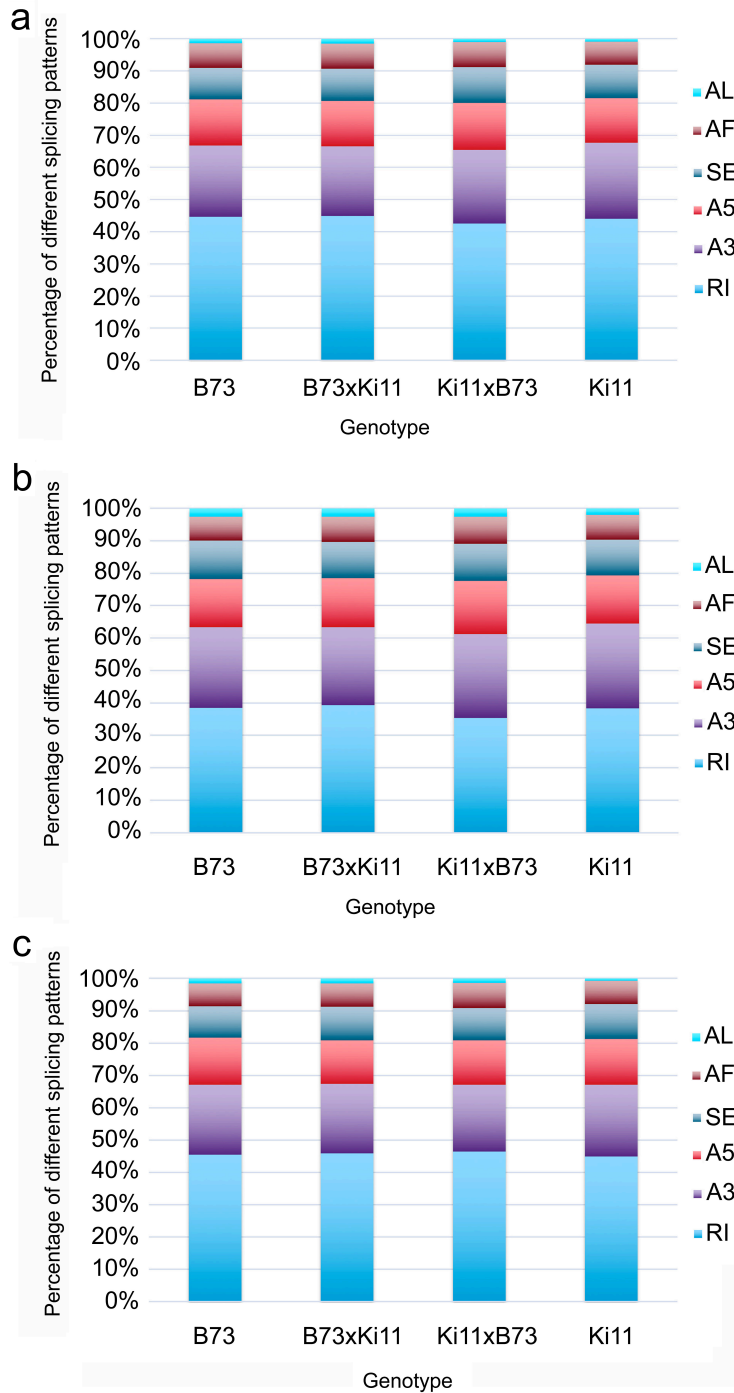 a
Percentage of different splicing patterns
100%
90%
80%
70%
60%
50%
40%
30%
20%
10%
0%
B73 B73xKi11 Ki11xB73 Ki11
Genotype
AL
AF
SE
A5
A3
RI
b
Percentage of different splicing patterns
100%
90%
80%
70%
60%
50%
40%
30%
20%
10%
0%
B73 B73xKi11 Ki11xB73 Ki11
Genotype
AL
AF
SE
A5
A3
RI
c
Percentage of different splicing patterns
100%
90%
80%
70%
60%
50%
40%
30%
20%
10%
0%
B73 B73xKi11 Ki11xB73 Ki11
Genotype
AL
AF
SE
A5
A3
RI